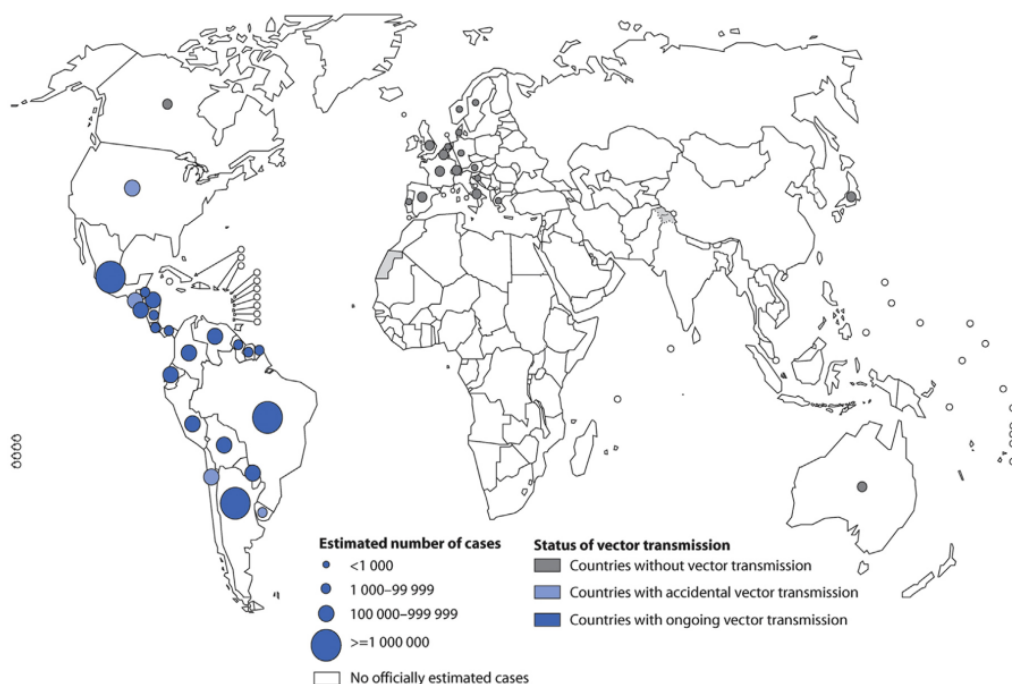 Estimated number of cases
<1 000
1 000–99 999
100 000–999 999
>=1 000 000
No officially estimated cases
Status of vector transmission
Countries without vector transmission
Countries with accidental vector transmission
Countries with ongoing vector transmission